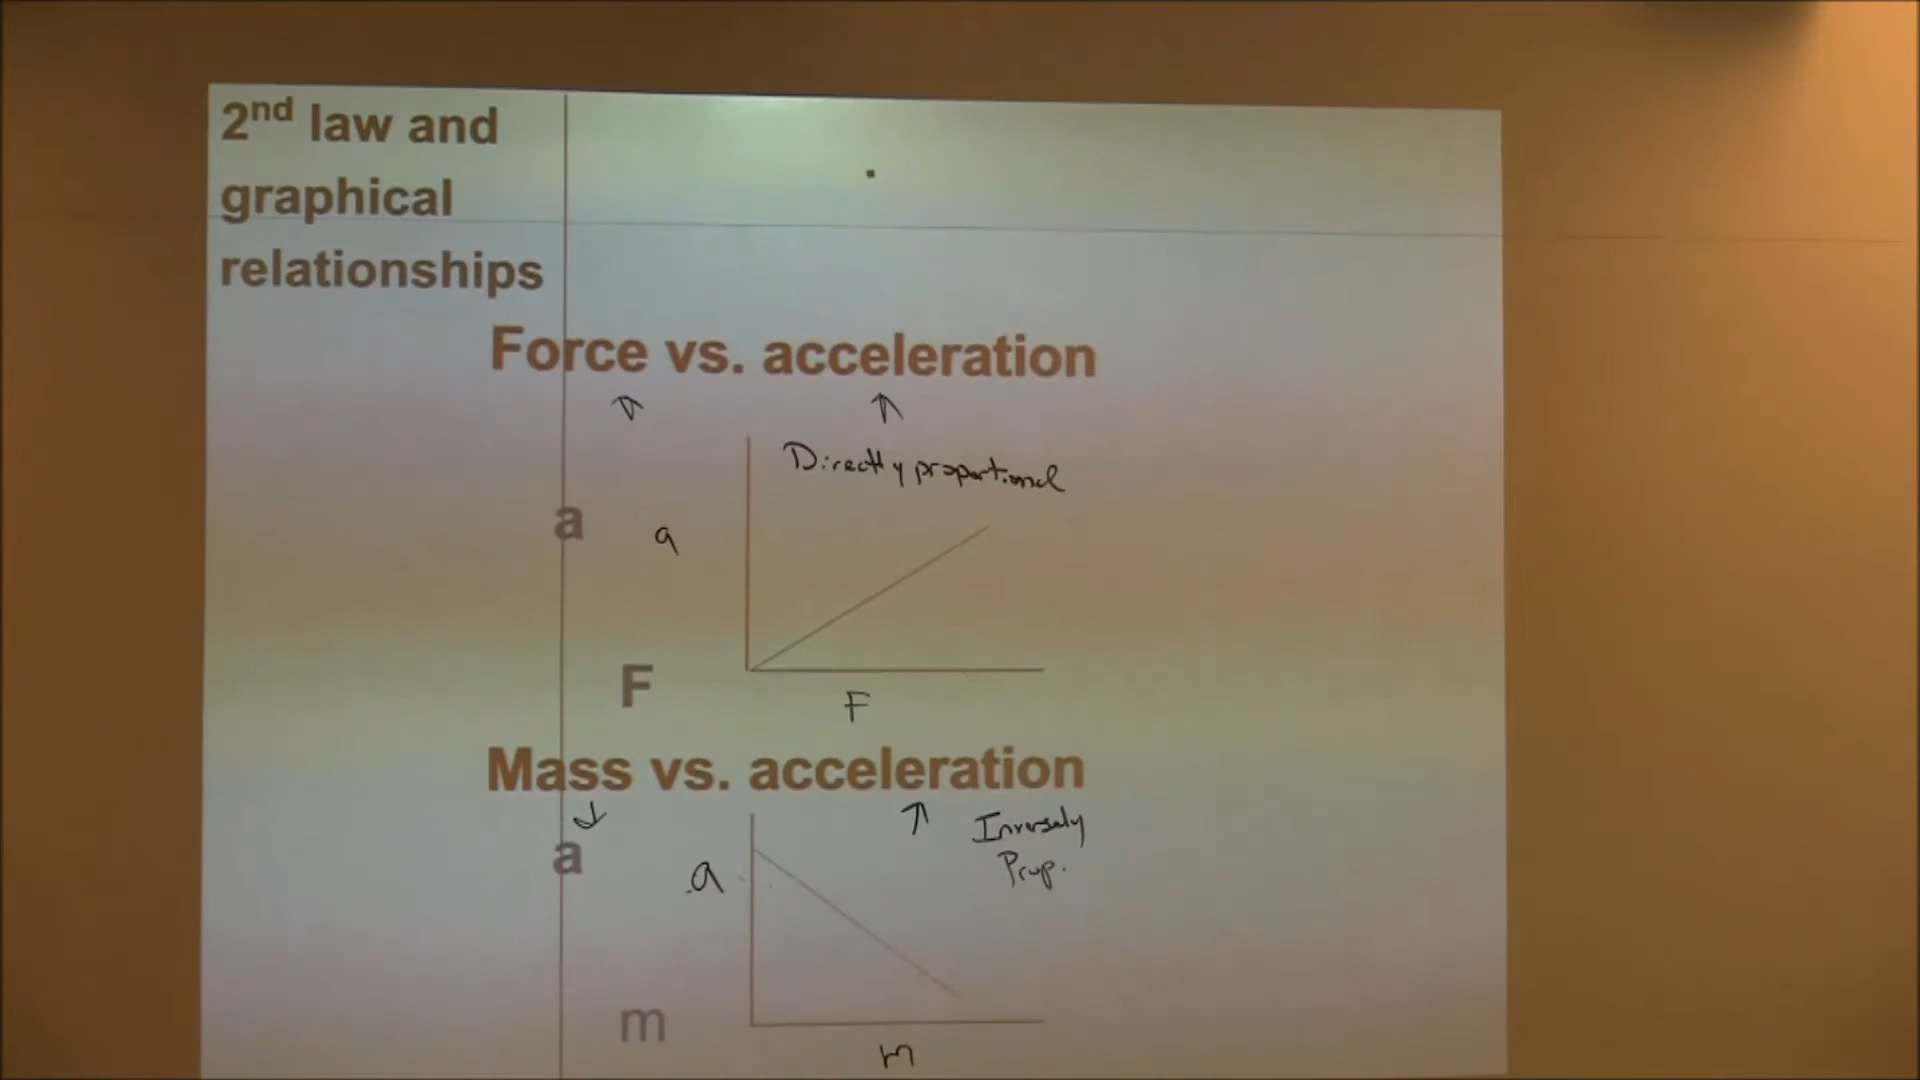 2nd law and
graphical
relationships
Force vs. acceleration
Directly proportional
a
a
F
F
Mass vs. acceleration
Inversely
Prop.
a
a
m
m